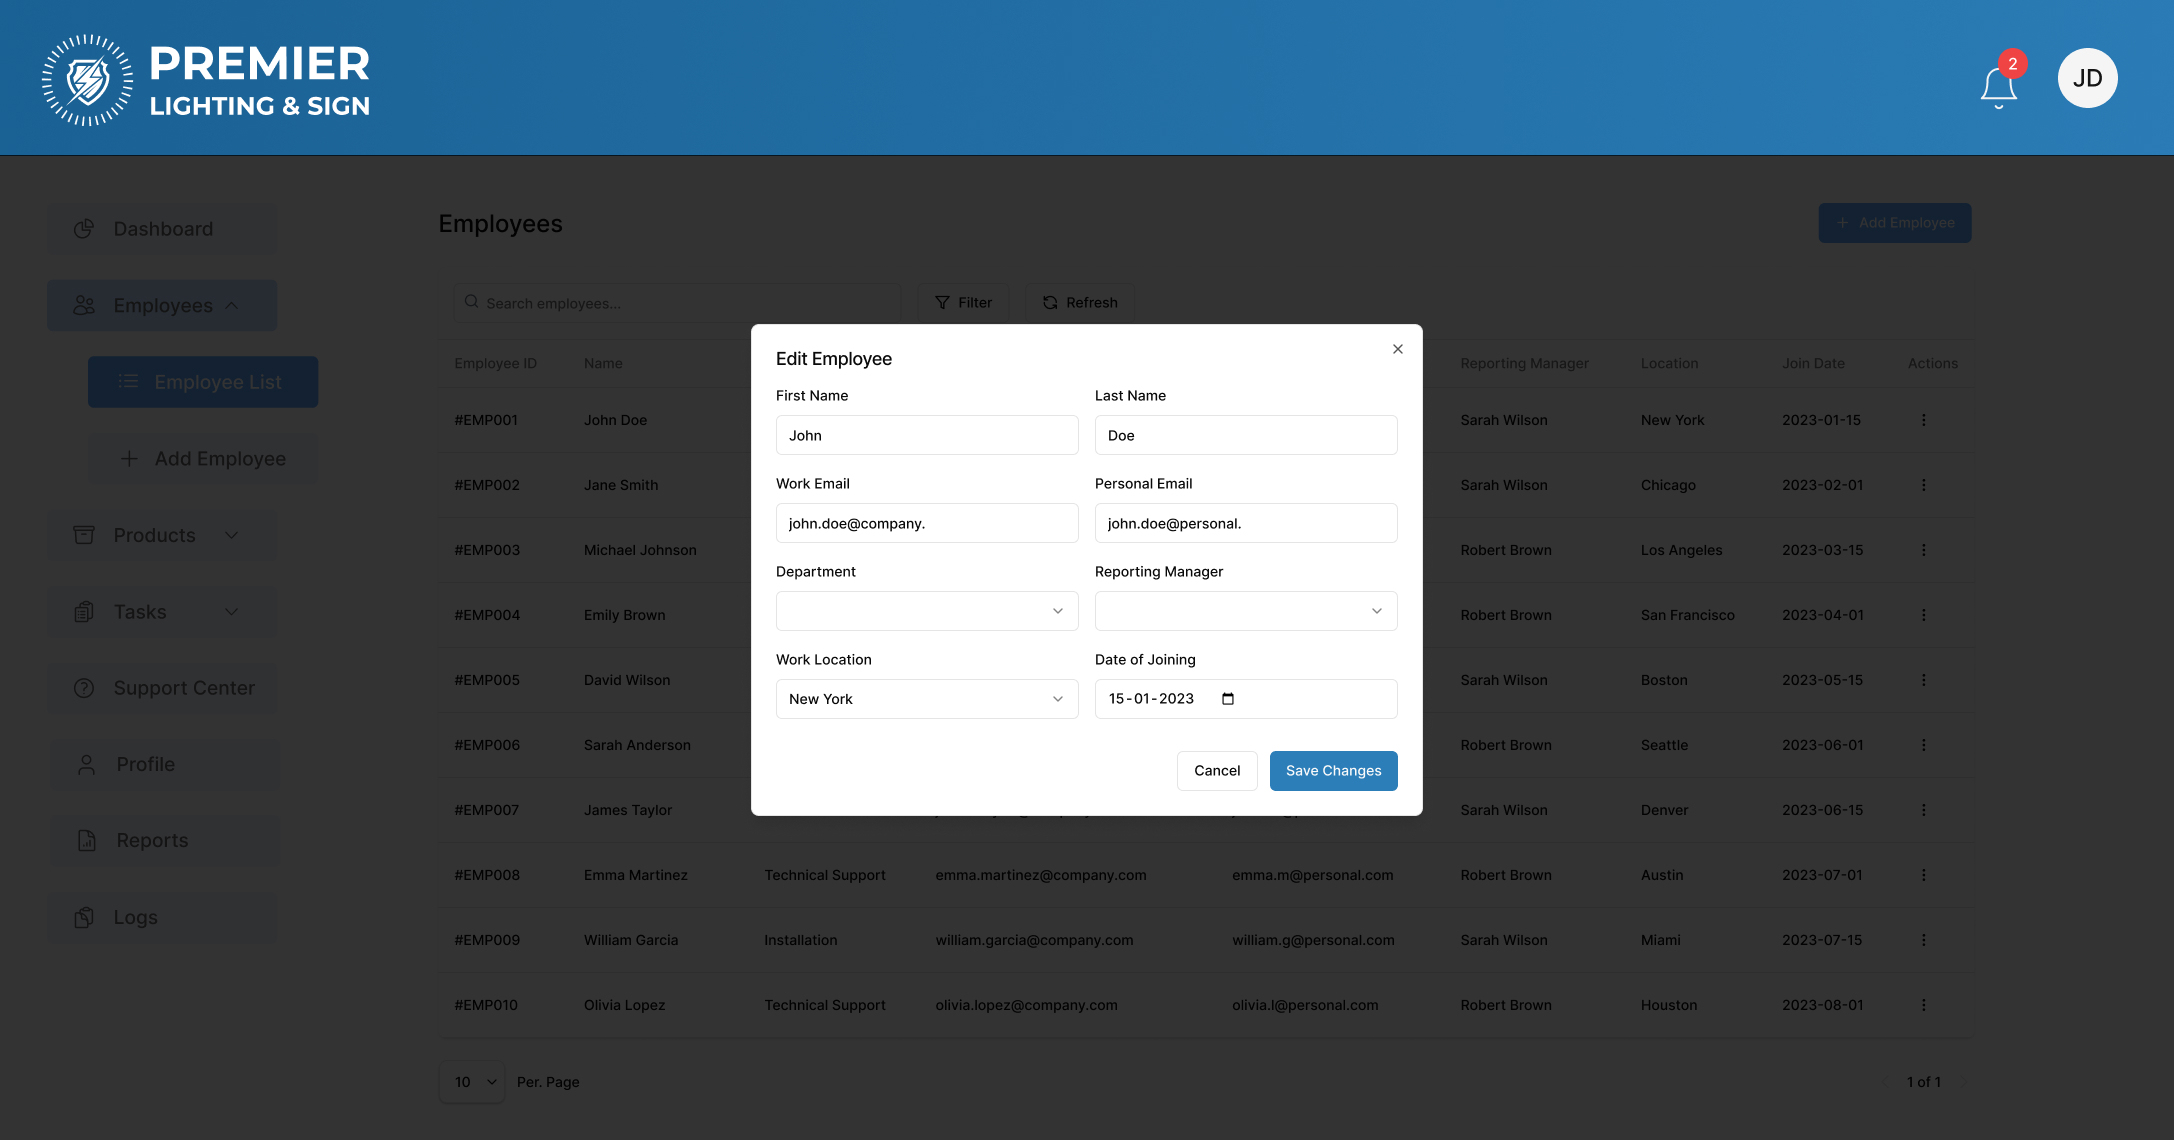 PREMIER
LIGHTING & SIGN
2
JD
Dashboard
Employees
Employee List
Add Employee
Products
Tasks
Support Center
Profile
Reports
Logs
Employees
Add Employee
Search employees...
Filter
Refresh
Employee ID Name Reporting Manager Location Join Date Actions
#EMP001 John Doe Sarah Wilson New York 2023-01-15
#EMP002 Jane Smith Sarah Wilson Chicago 2023-02-01
#EMP003 Michael Johnson Robert Brown Los Angeles 2023-03-15
#EMP004 Emily Brown Robert Brown San Francisco 2023-04-01
#EMP005 David Wilson Sarah Wilson Boston 2023-05-15
#EMP006 Sarah Anderson Robert Brown Seattle 2023-06-01
#EMP007 James Taylor Sarah Wilson Denver 2023-06-15
#EMP008 Emma Martinez Technical Support emma.martinez@company.com emma.m@personal.com Robert Brown Austin 2023-07-01
#EMP009 William Garcia Installation william.garcia@company.com william.g@personal.com Sarah Wilson Miami 2023-07-15
#EMP010 Olivia Lopez Technical Support olivia.lopez@company.com olivia.l@personal.com Robert Brown Houston 2023-08-01
10 Per. Page
1 of 1
Edit Employee
First Name Last Name
John Doe
Work Email Personal Email
john.doe@company. john.doe@personal.
Department Reporting Manager
Work Location Date of Joining
New York 15-01-2023
Cancel Save Changes